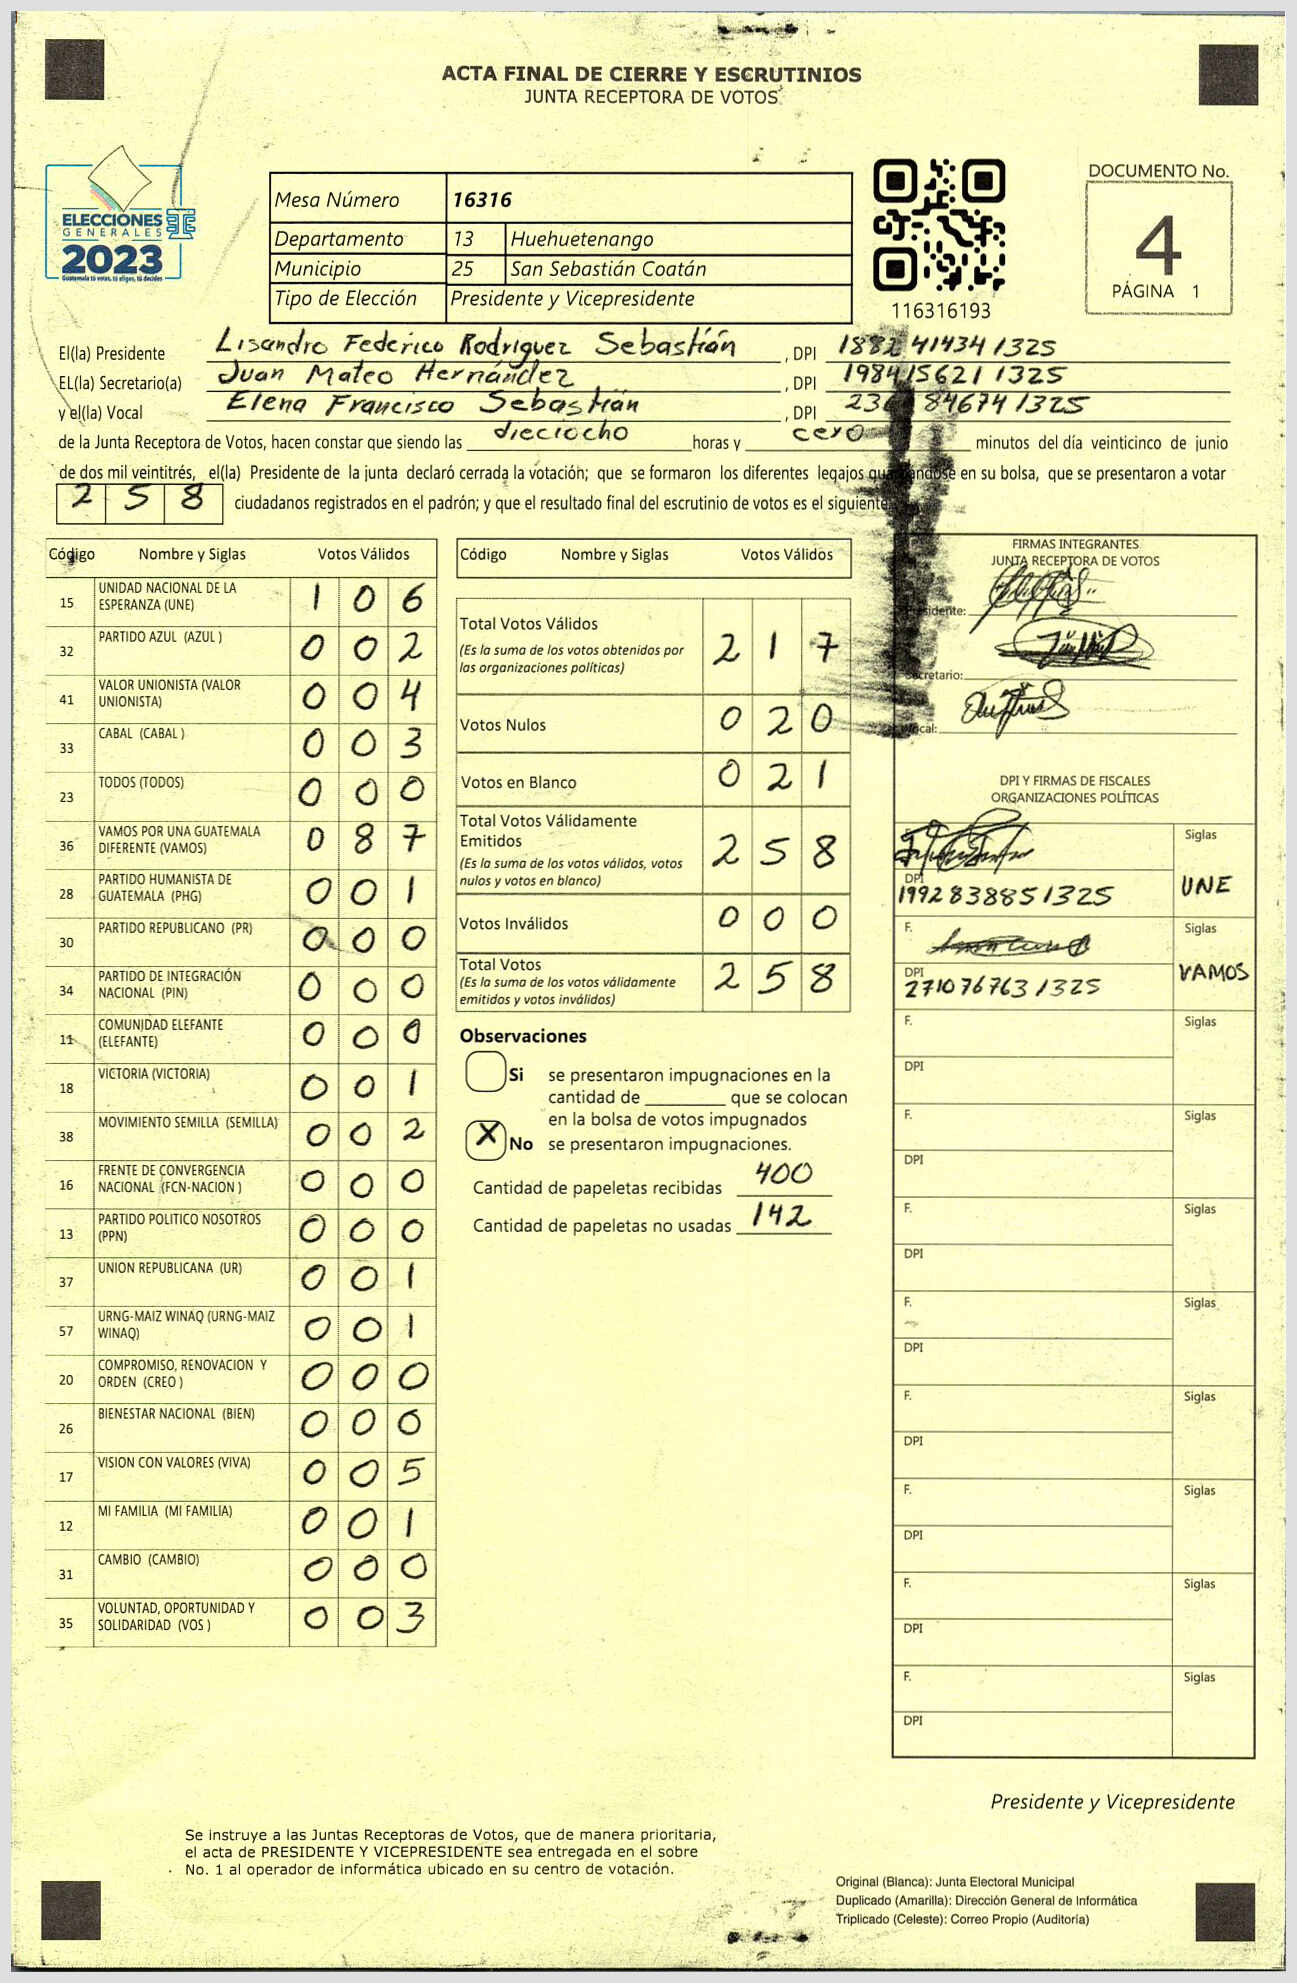 ACTA FINAL DE CIERRE Y ESCRUTINIOS
JUNTA RECEPTORA DE VOTOS
ELECCIONES
GENERALES
2023
Guatemala tú votas, tú eliges, tú decides
Mesa Número 16316
Departamento 13 Huehuetenango
Municipio 25 San Sebastián Coatán
Tipo de Elección Presidente y Vicepresidente
116316193
DOCUMENTO No.
4
PÁGINA 1
El(la) Presidente Lisandro Federico Rodriguez Sebastián, DPI 1882 41434 1325
EL(la) Secretario(a) Juan Mateo Hernández, DPI 1984156211325
y el(la) Vocal Elena Francisco Sebastián, DPI 84674 1325
de la Junta Receptora de Votos, hacen constar que siendo las dieciocho horas y cero minutos del día veinticinco de junio
de dos mil veintitrés, el(la) Presidente de la junta declaró cerrada la votación; que se formaron los diferentes legajos en su bolsa, que se presentaron a votar
258 ciudadanos registrados en el padrón; y que el resultado final del escrutinio de votos es el siguiente
Código Nombre y Siglas Votos Válidos
15 UNIDAD NACIONAL DE LA ESPERANZA (UNE) 1 0 6
32 PARTIDO AZUL (AZUL ) 0 0 2
41 VALOR UNIONISTA (VALOR UNIONISTA) 0 0 4
33 CABAL (CABAL ) 0 0 3
23 TODOS (TODOS) 0 0 0
36 VAMOS POR UNA GUATEMALA DIFERENTE (VAMOS) 0 8 7
28 PARTIDO HUMANISTA DE GUATEMALA (PHG) 0 0 1
30 PARTIDO REPUBLICANO (PR) 0 0 0
34 PARTIDO DE INTEGRACIÓN NACIONAL (PIN) 0 0 0
11 COMUNIDAD ELEFANTE (ELEFANTE) 0 0 0
18 VICTORIA (VICTORIA) 0 0 1
38 MOVIMIENTO SEMILLA (SEMILLA) 0 0 2
16 FRENTE DE CONVERGENCIA NACIONAL (FCN-NACION ) 0 0 0
13 PARTIDO POLITICO NOSOTROS (PPN) 0 0 0
37 UNION REPUBLICANA (UR) 0 0 1
57 URNG-MAIZ WINAQ (URNG-MAIZ WINAQ) 0 0 1
20 COMPROMISO, RENOVACION Y ORDEN (CREO ) 0 0 0
26 BIENESTAR NACIONAL (BIEN) 0 0 0
17 VISION CON VALORES (VIVA) 0 0 5
12 MI FAMILIA (MI FAMILIA) 0 0 1
31 CAMBIO (CAMBIO) 0 0 0
35 VOLUNTAD, OPORTUNIDAD Y SOLIDARIDAD (VOS ) 0 0 3
Código Nombre y Siglas Votos Válidos
Total Votos Válidos 2 1 7
(Es la suma de los votos obtenidos por
las organizaciones políticas)
Votos Nulos 0 2 0
Votos en Blanco 0 2 1
Total Votos Válidamente
Emitidos 2 5 8
(Es la suma de los votos válidos, votos
nulos y votos en blanco)
Votos Inválidos 0 0 0
Total Votos 2 5 8
(Es la suma de los votos válidamente
emitidos y votos inválidos)
Observaciones
Si se presentaron impugnaciones en la
cantidad de ________ que se colocan
en la bolsa de votos impugnados
X No se presentaron impugnaciones.
Cantidad de papeletas recibidas 400
Cantidad de papeletas no usadas 142
FIRMAS INTEGRANTES
JUNTA RECEPTORA DE VOTOS
Presidente:
Secretario:
Vocal:
DPI Y FIRMAS DE FISCALES
ORGANIZACIONES POLÍTICAS
Siglas
DPI
1992838851325 UNE
F. Siglas
DPI VAMOS
2710767631325
F. Siglas
DPI
F. Siglas
DPI
F. Siglas
DPI
F. Siglas
DPI
F. Siglas
DPI
F. Siglas
DPI
F. Siglas
DPI
F. Siglas
DPI
Presidente y Vicepresidente
Se instruye a las Juntas Receptoras de Votos, que de manera prioritaria,
el acta de PRESIDENTE Y VICEPRESIDENTE sea entregada en el sobre
No. 1 al operador de informática ubicado en su centro de votación.
Original (Blanca): Junta Electoral Municipal
Duplicado (Amarilla): Dirección General de Informática
Triplicado (Celeste): Correo Propio (Auditoría)